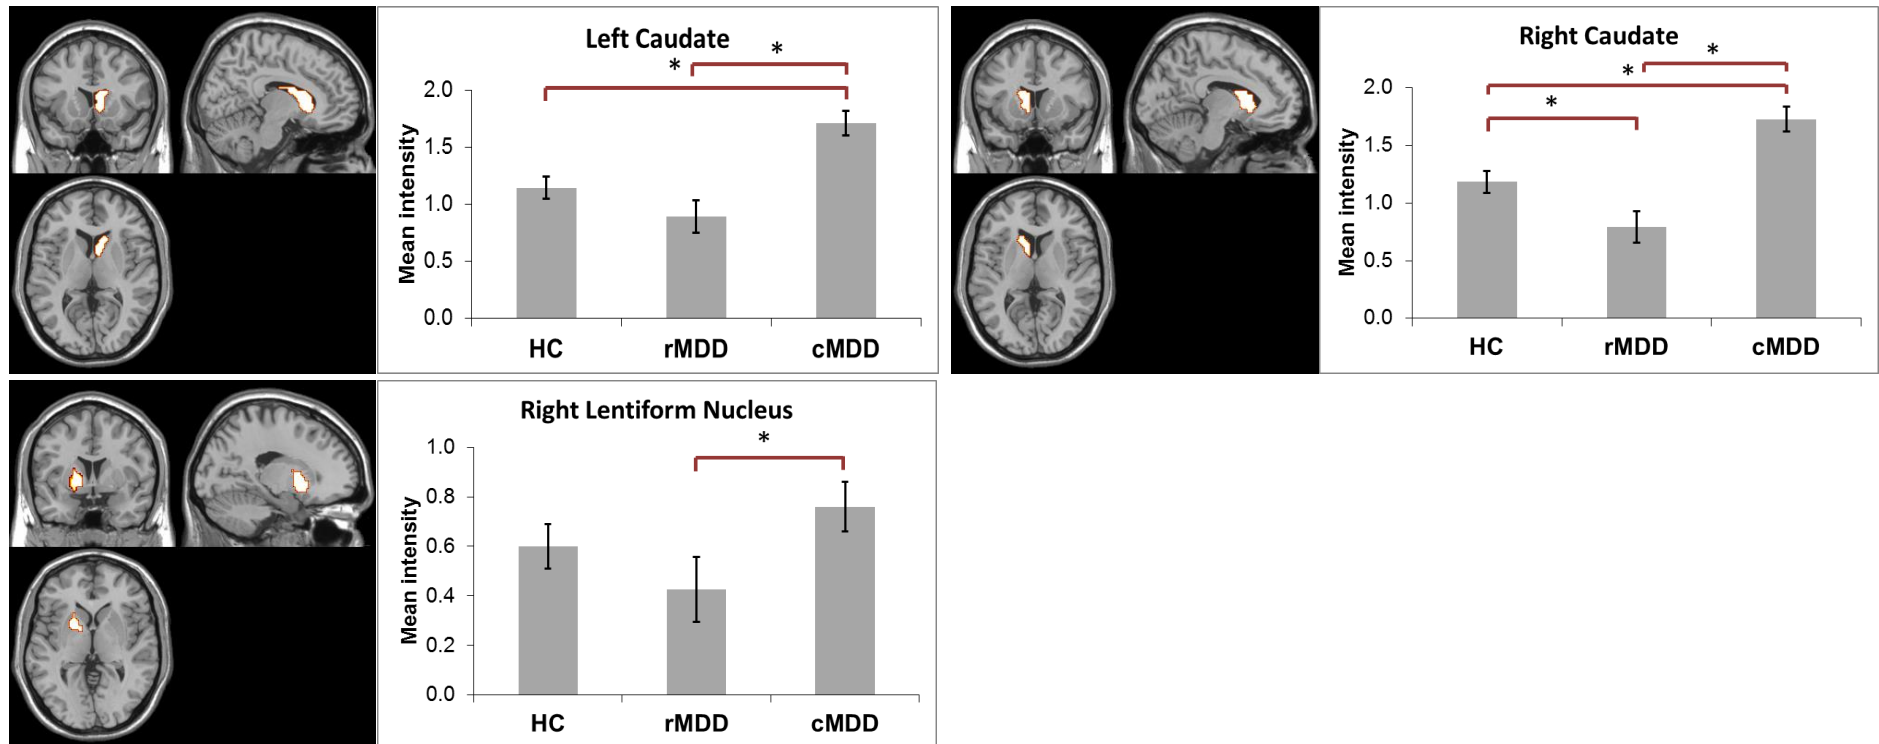 Left Caudate
*
*
2.0
1.5
1.0
0.5
0.0
Mean intensity
HC rMDD cMDD
Right Caudate
*
*
*
2.0
1.5
1.0
0.5
0.0
Mean intensity
HC rMDD cMDD
Right Lentiform Nucleus
*
1.0
0.8
0.6
0.4
0.2
0.0
Mean intensity
HC rMDD cMDD